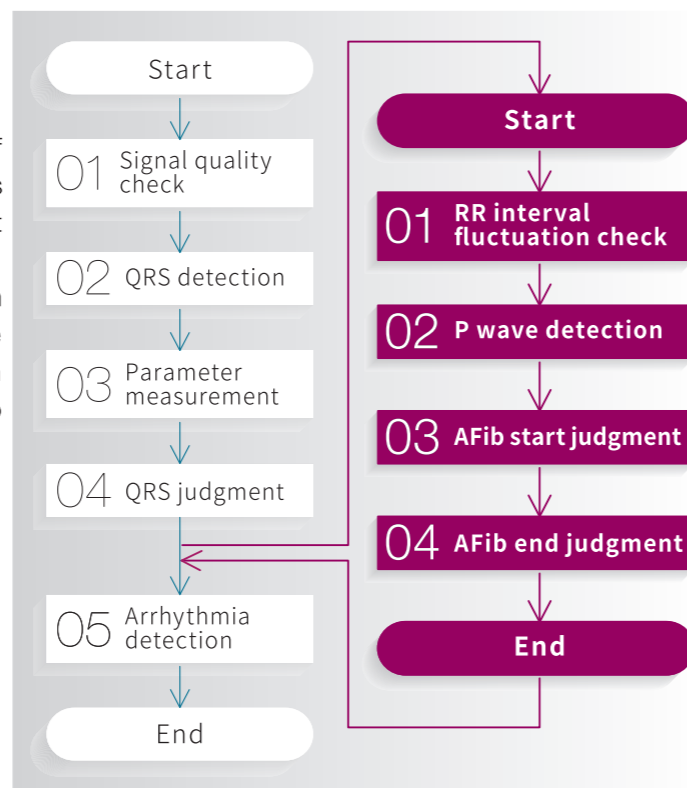 Start
01 Signal quality
check
02 QRS detection
03 Parameter
measurement
04 QRS judgment
05 Arrhythmia
detection
End
Start
01 RR interval
fluctuation check
02 P wave detection
03 AFib start judgment
04 AFib end judgment
End